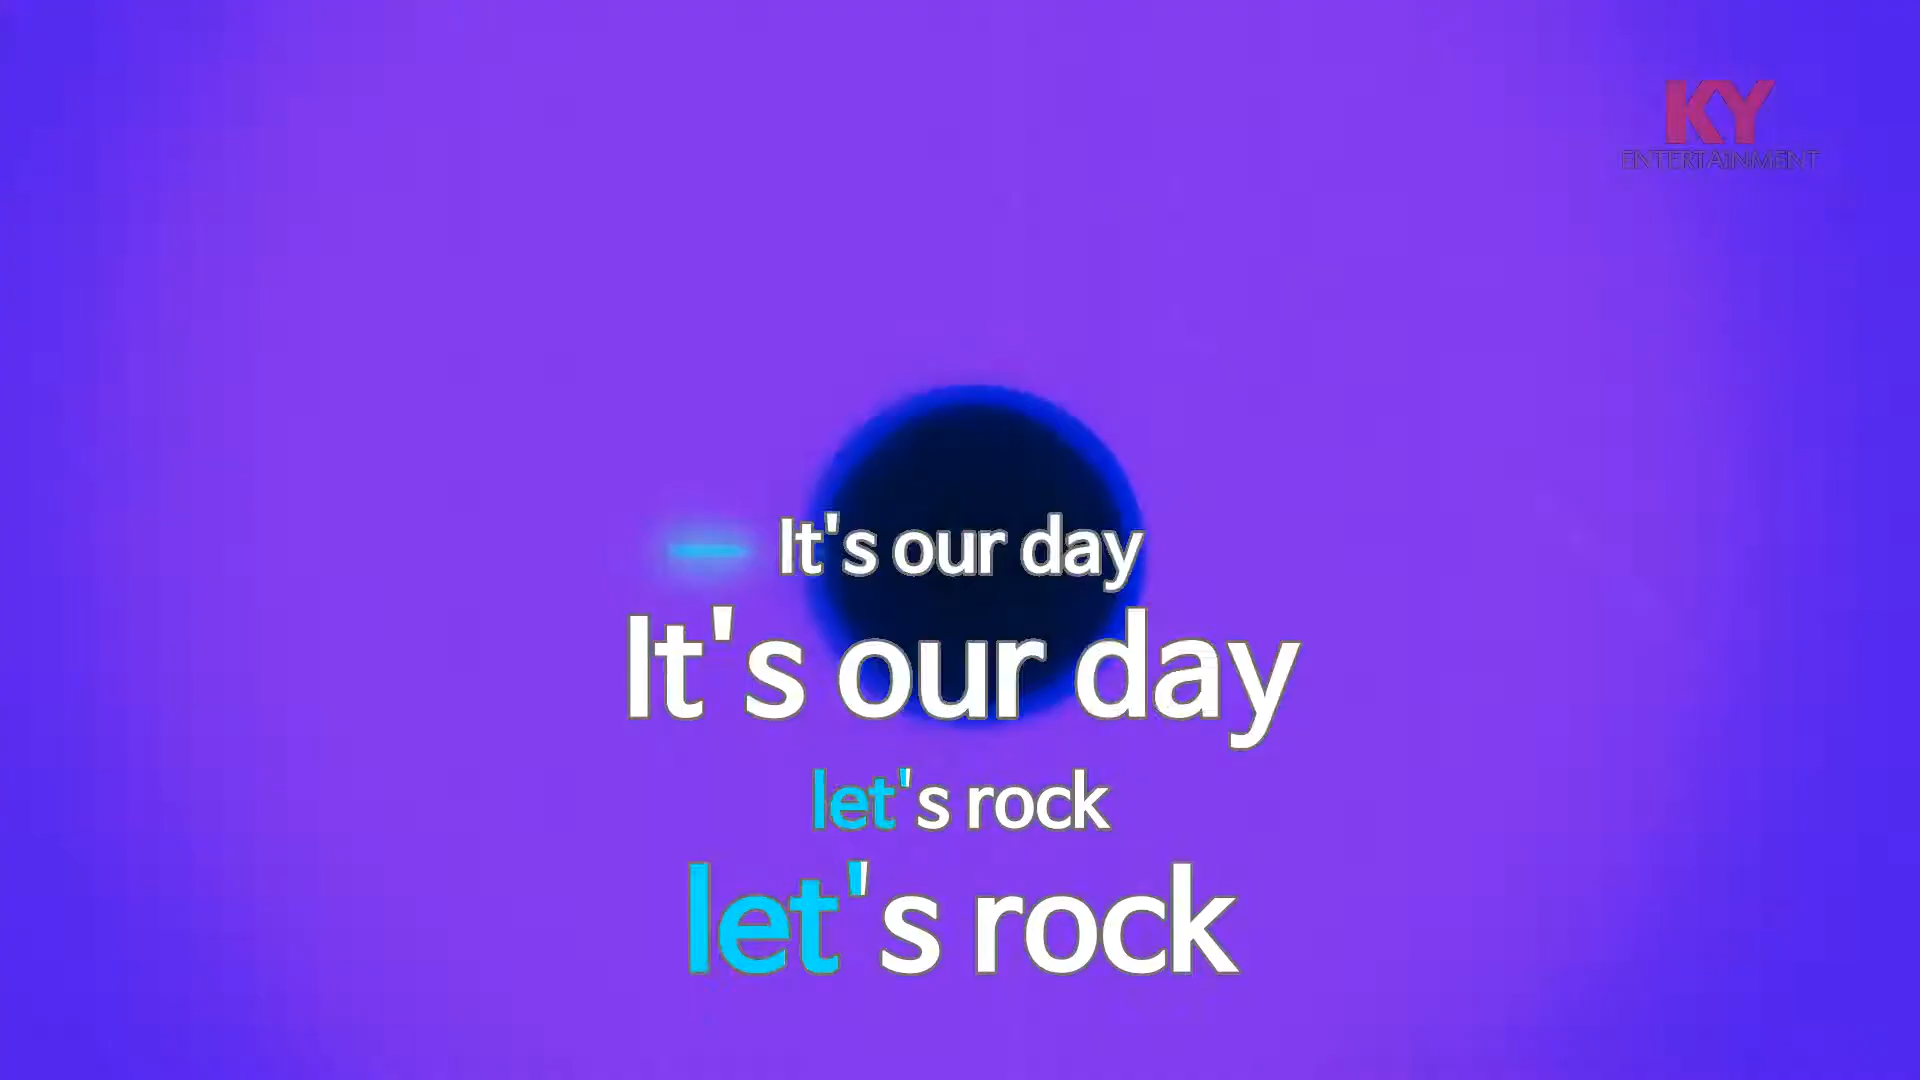 KY
ENTERTAINMENT
It's our day
It's our day
let's rock
let's rock